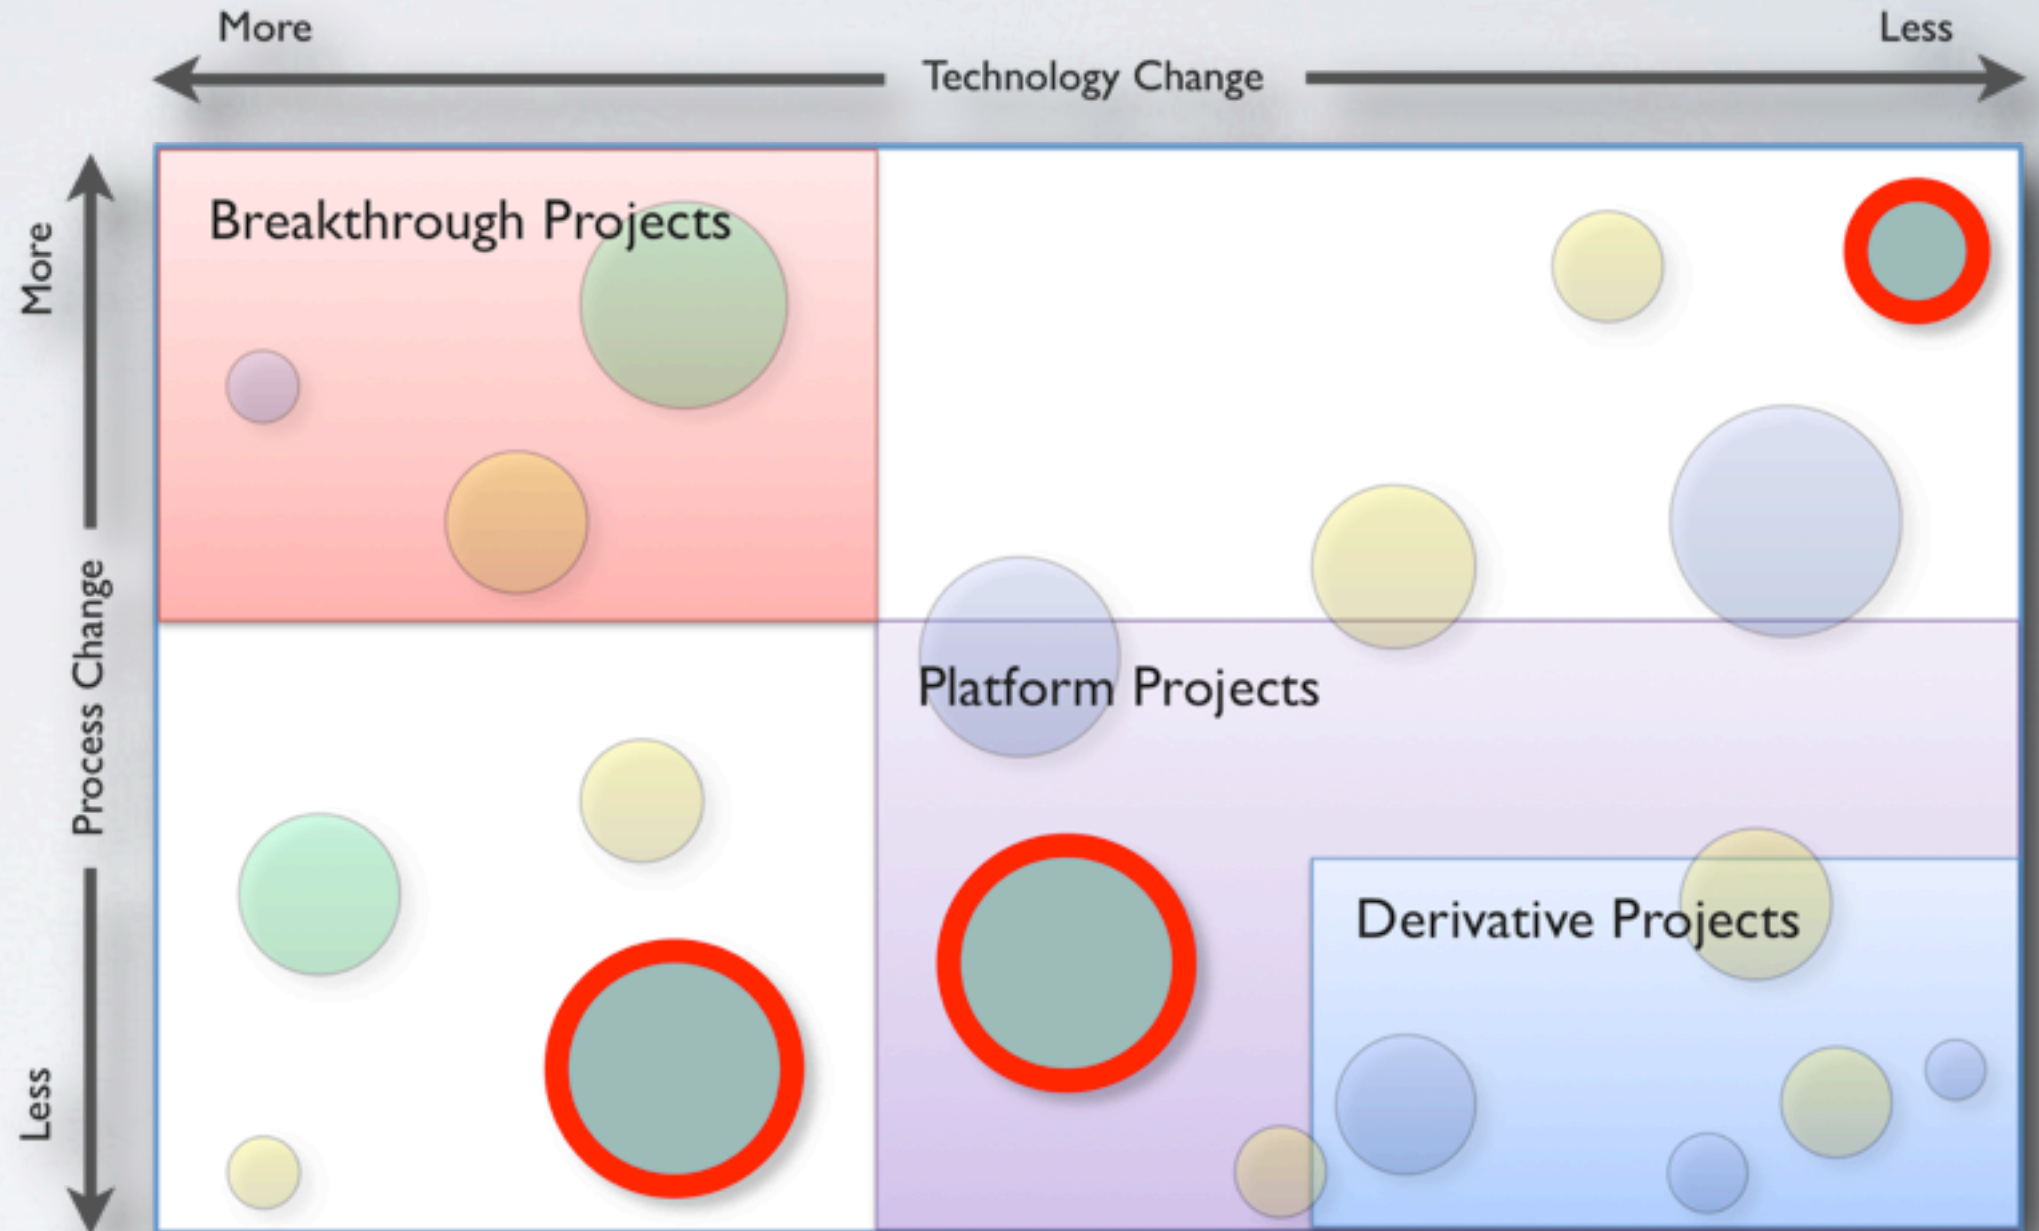 More
Less
Technology Change
More
Process Change
Less
Breakthrough Projects
Platform Projects
Derivative Projects